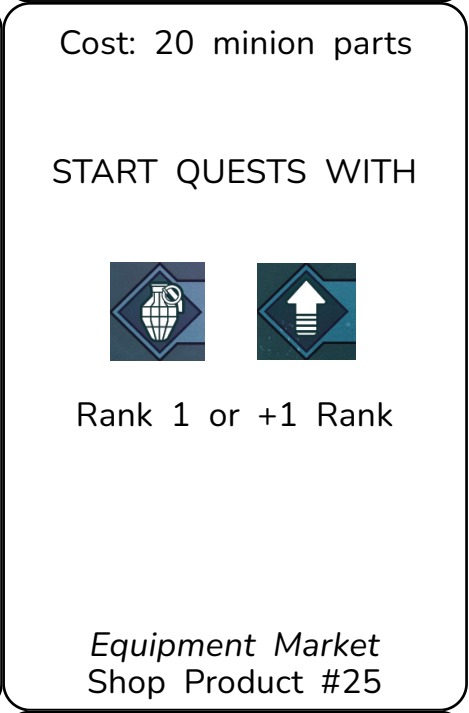 Cost: 20 minion parts
START QUESTS WITH
Rank 1 or +1 Rank
Equipment Market
Shop Product #25